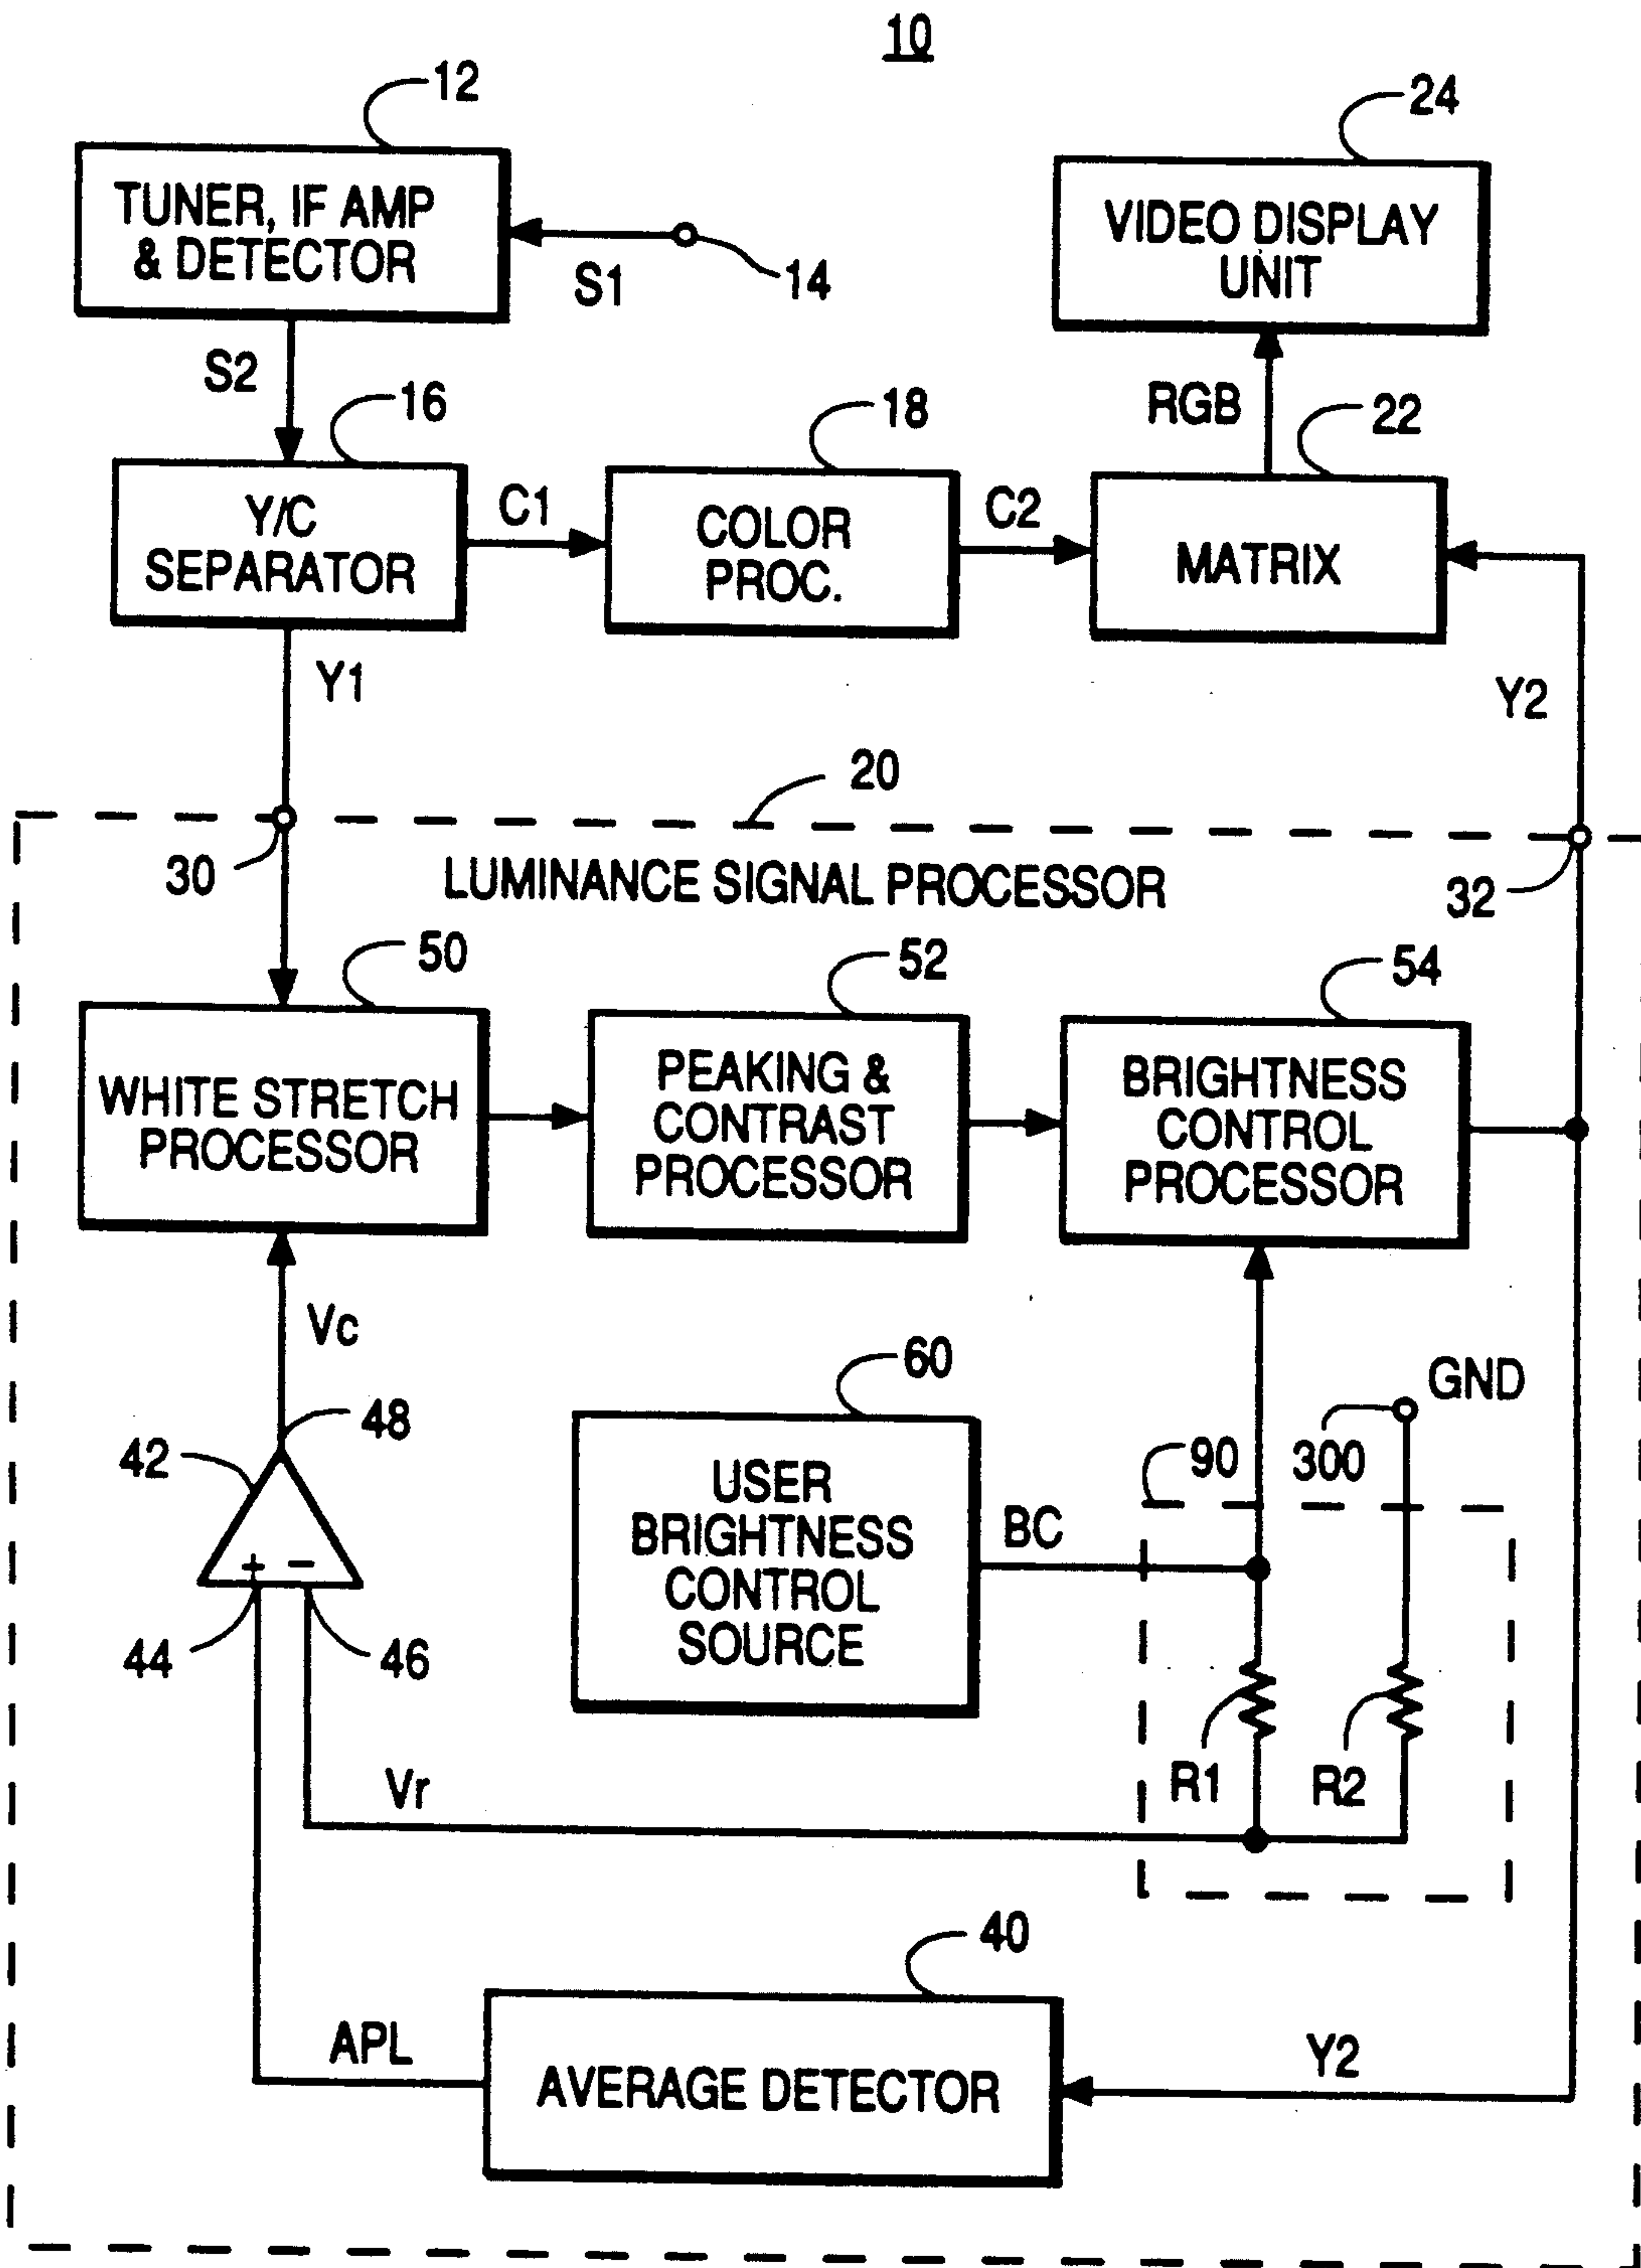 10
12
24
TUNER, IF AMP
& DETECTOR
S1
14
VIDEO DISPLAY
UNIT
S2
16
18
RGB
22
Y/C
SEPARATOR
C1
COLOR
PROC.
C2
MATRIX
Y1
Y2
20
30
LUMINANCE SIGNAL PROCESSOR
32
50
52
54
WHITE STRETCH
PROCESSOR
PEAKING &
CONTRAST
PROCESSOR
BRIGHTNESS
CONTROL
PROCESSOR
Vc
60
GND
48
42
90
300
USER
BRIGHTNESS
CONTROL
SOURCE
BC
+ −
44
46
R1
R2
Vr
40
APL
AVERAGE DETECTOR
Y2